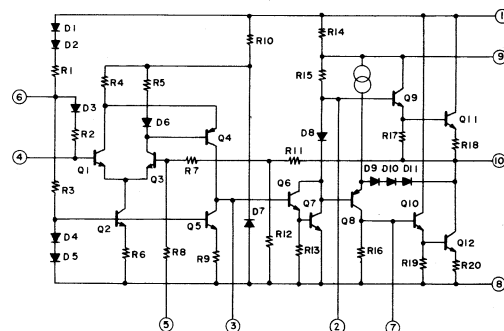 D1 R10 R14 1
D2 9
R1 R4 R5 R15 Q9
6 D3 D6 Q4 D8 R17 Q11
R2 R18
4 Q1 Q3 R7 R11 D9 D10 D11 10
R3 Q6 Q7 Q8 Q10
Q2 Q5 D7 R12 R13 Q12
D4 R16 R19 R20
D5 R6 R8 R9 8
5 3 2 7